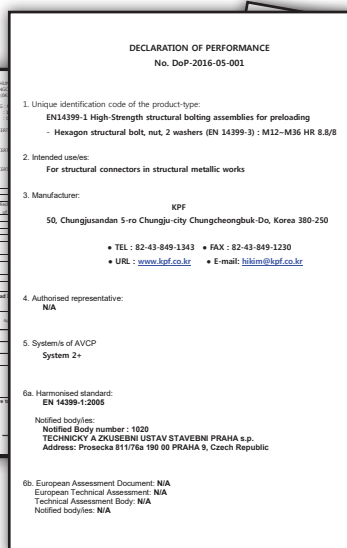 DECLARATION OF PERFORMANCE
No. DoP-2016-05-001
1. Unique identification code of the product-type:
EN14399-1 High-Strength structural bolting assemblies for preloading
- Hexagon structural bolt, nut, 2 washers (EN 14399-3) : M12~M36 HR 8.8/8
2. Intended use/es:
For structural connectors in structural metallic works
3. Manufacturer:
KPF
50, Chungjusandan 5-ro Chungju-city Chungcheongbuk-Do, Korea 380-250
● TEL : 82-43-849-1343 ● FAX : 82-43-849-1230
● URL : www.kpf.co.kr ● E-mail: hikim@kpf.co.kr
4. Authorised representative:
N/A
5. System/s of AVCP
System 2+
6a. Harmonised standard:
EN 14399-1:2005
Notified body/ies:
Notified Body number : 1020
TECHNICKY A ZKUSEBNI USTAV STAVEBNI PRAHA s.p.
Address: Prosecka 811/76a 190 00 PRAHA 9, Czech Republic
6b. European Assessment Document: N/A
European Technical Assessment: N/A
Technical Assessment Body: N/A
Notified body/ies: N/A